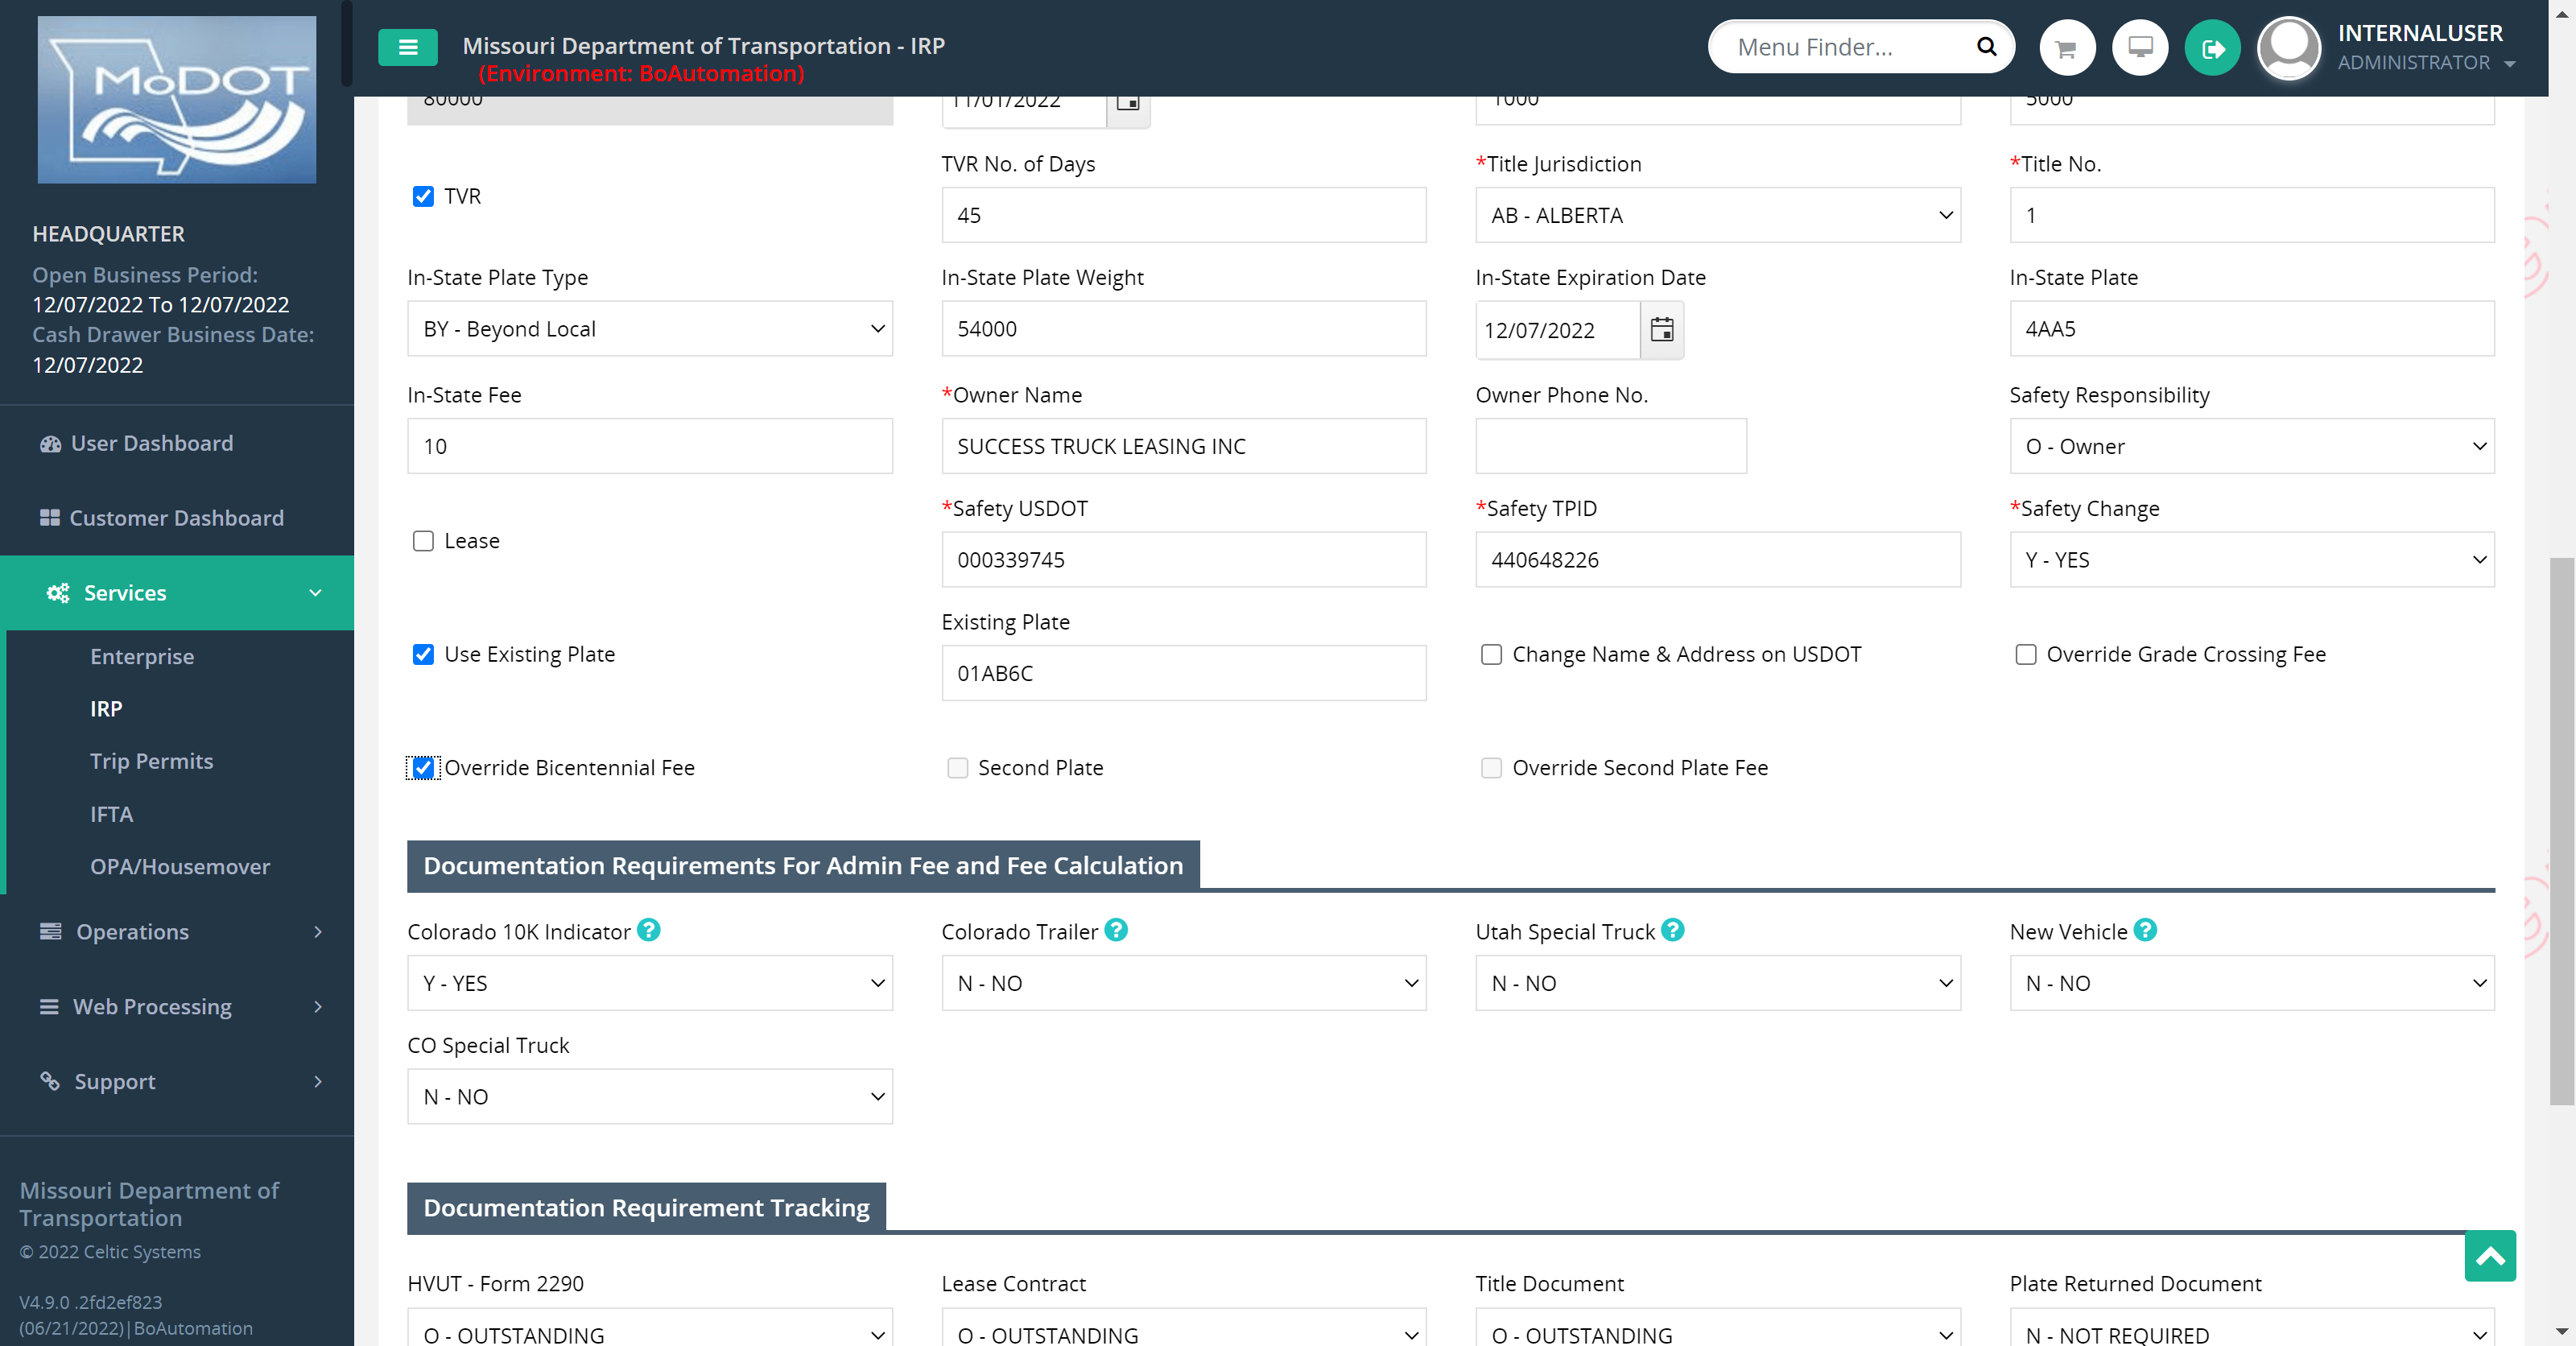 MoDOT
Missouri Department of Transportation - IRP
(Environment: BoAutomation)
Menu Finder...
INTERNALUSER
ADMINISTRATOR
HEADQUARTER
Open Business Period:
12/07/2022 To 12/07/2022
Cash Drawer Business Date:
12/07/2022
User Dashboard
Customer Dashboard
Services
Enterprise
IRP
Trip Permits
IFTA
OPA/Housemover
Operations
Web Processing
Support
Missouri Department of
Transportation
© 2022 Celtic Systems
V4.9.0 .2fd2ef823
(06/21/2022)|BoAutomation
80000
11/01/2022
1000
5000
TVR
TVR No. of Days
45
*Title Jurisdiction
AB - ALBERTA
*Title No.
1
In-State Plate Type
BY - Beyond Local
In-State Plate Weight
54000
In-State Expiration Date
12/07/2022
In-State Plate
4AA5
In-State Fee
10
*Owner Name
SUCCESS TRUCK LEASING INC
Owner Phone No.
Safety Responsibility
O - Owner
Lease
*Safety USDOT
000339745
*Safety TPID
440648226
*Safety Change
Y - YES
Use Existing Plate
Existing Plate
01AB6C
Change Name & Address on USDOT
Override Grade Crossing Fee
Override Bicentennial Fee
Second Plate
Override Second Plate Fee
Documentation Requirements For Admin Fee and Fee Calculation
Colorado 10K Indicator
Y - YES
Colorado Trailer
N - NO
Utah Special Truck
N - NO
New Vehicle
N - NO
CO Special Truck
N - NO
Documentation Requirement Tracking
HVUT - Form 2290
O - OUTSTANDING
Lease Contract
O - OUTSTANDING
Title Document
O - OUTSTANDING
Plate Returned Document
N - NOT REQUIRED